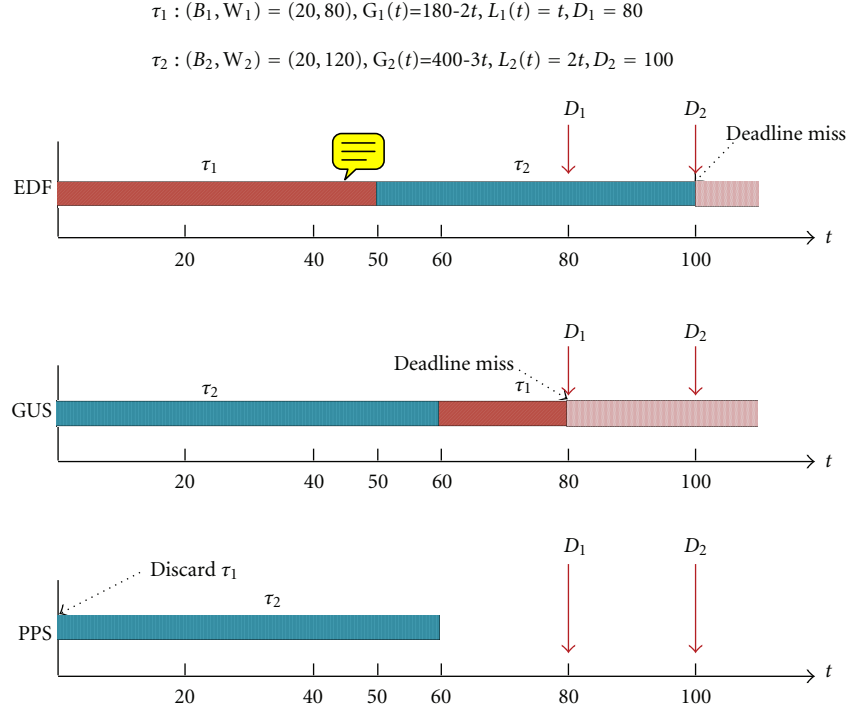 τ₁ : (B₁, W₁) = (20, 80), G₁(t)=180-2t, L₁(t) = t, D₁ = 80
τ₂ : (B₂, W₂) = (20, 120), G₂(t)=400-3t, L₂(t) = 2t, D₂ = 100
D₁ D₂
Deadline miss
τ₁ τ₂
EDF
t
20 40 50 60 80 100
D₁ D₂
Deadline miss
τ₂ τ₁
GUS
t
20 40 50 60 80 100
D₁ D₂
Discard τ₁
τ₂
PPS
t
20 40 50 60 80 100